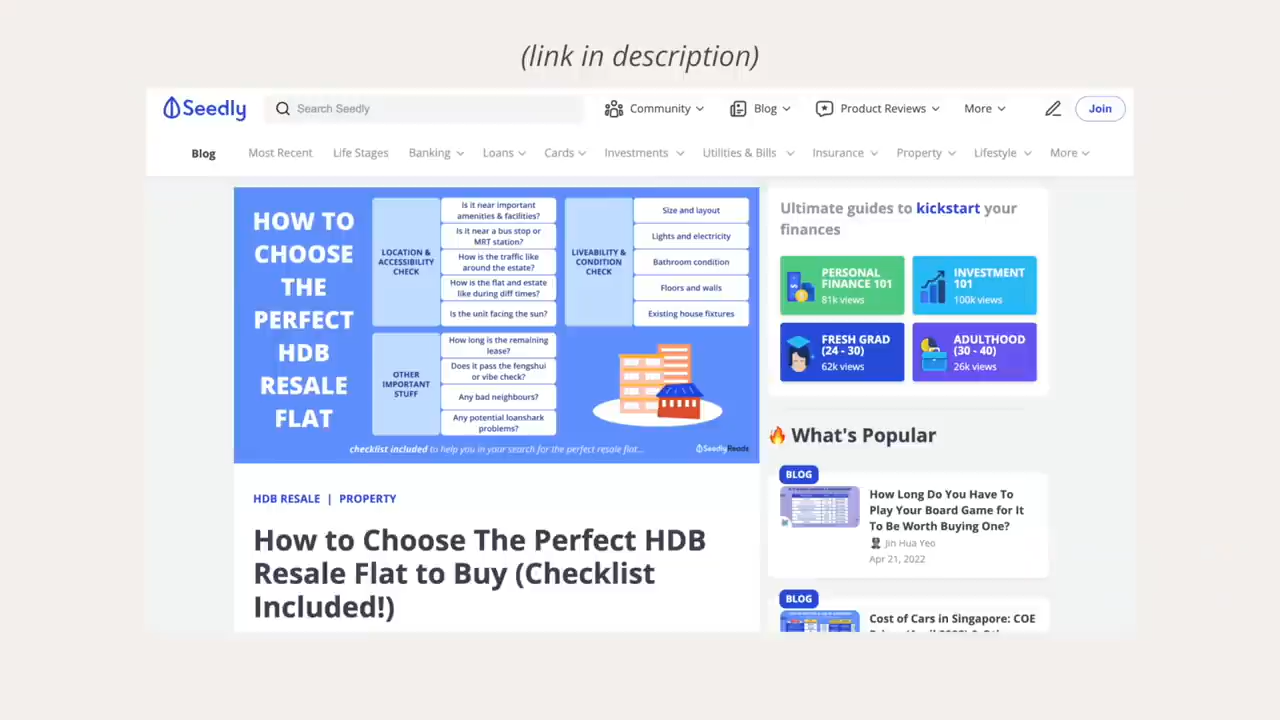 (link in description)
Seedly
Search Seedly
Community
Blog
Product Reviews
More
Join
Blog
Most Recent
Life Stages
Banking
Loans
Cards
Investments
Utilities & Bills
Insurance
Property
Lifestyle
More
HOW TO
CHOOSE
THE
PERFECT
HDB
RESALE
FLAT
LOCATION &
ACCESSIBILITY
CHECK
Is it near important
amenities & facilities?
Is it near a bus stop or
MRT station?
How is the traffic like
around the estate?
How is the flat and estate
like during diff times?
Is the unit facing the sun?
LIVEABILITY &
CONDITION
CHECK
Size and layout
Lights and electricity
Bathroom condition
Floors and walls
Existing house fixtures
OTHER
IMPORTANT
STUFF
How long is the remaining
lease?
Does it pass the fengshui
or vibe check?
Any bad neighbours?
Any potential loanshark
problems?
checklist included to help you in your search for the perfect resale flat...
SeedlyReads
HDB RESALE | PROPERTY
How to Choose The Perfect HDB
Resale Flat to Buy (Checklist
Included!)
Ultimate guides to kickstart your
finances
PERSONAL
FINANCE 101
81k views
INVESTMENT
101
100k views
FRESH GRAD
(24 - 30)
62k views
ADULTHOOD
(30 - 40)
26k views
What's Popular
BLOG
How Long Do You Have To
Play Your Board Game for It
To Be Worth Buying One?
Jin Hua Yeo
Apr 21, 2022
BLOG
Cost of Cars in Singapore: COE